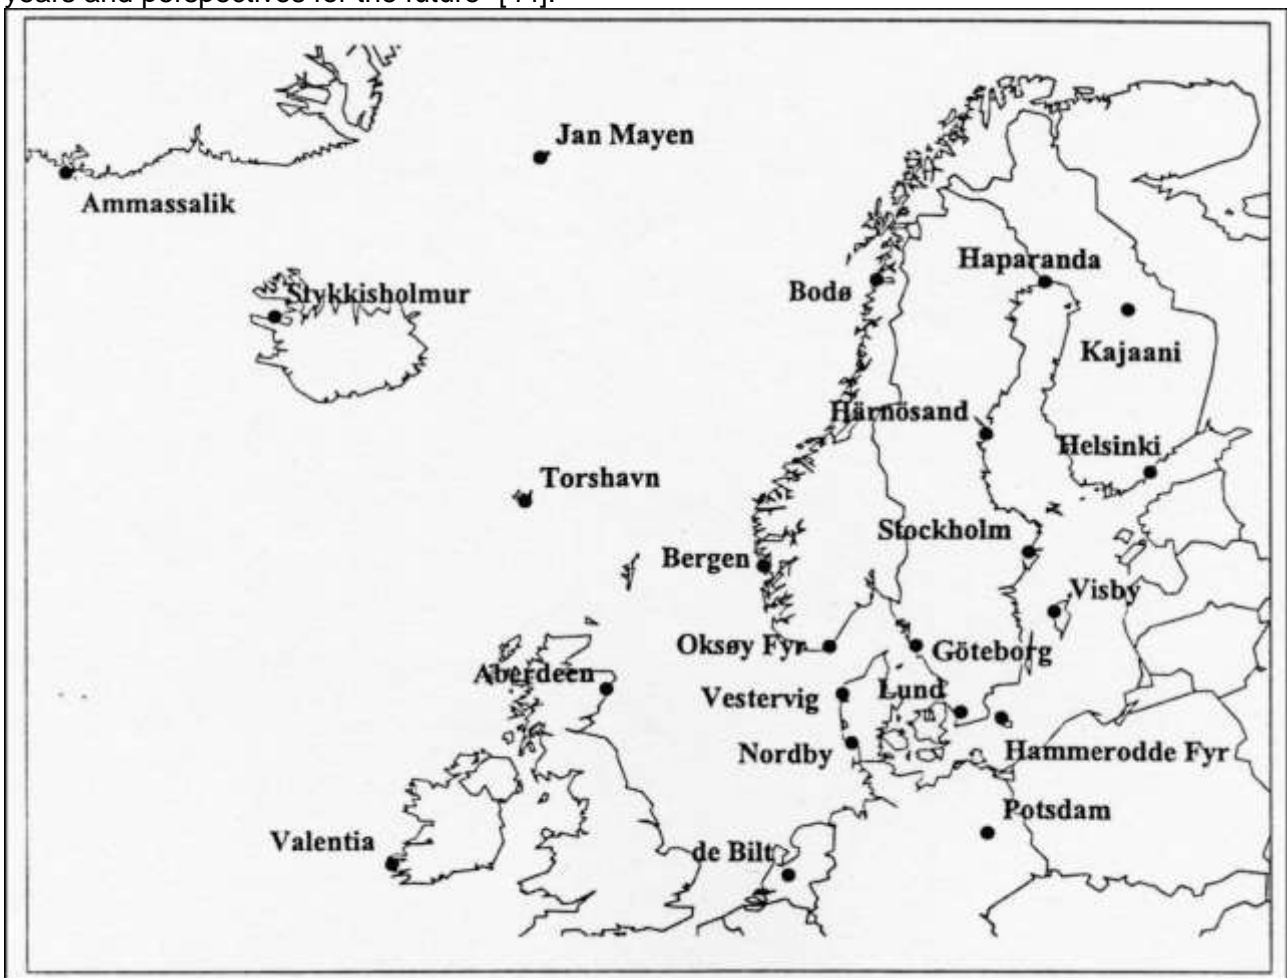 years and perspectives for the future" [44].
Jan Mayen
Ammassalik
Haparanda
Bodø
Stykkisholmur
Kajaani
Härnösand
Helsinki
Torshavn
Stockholm
Bergen
Visby
Oksøy Fyr
Göteborg
Aberdeen
Vestervig
Lund
Nordby
Hammerodde Fyr
Potsdam
Valentia
de Bilt